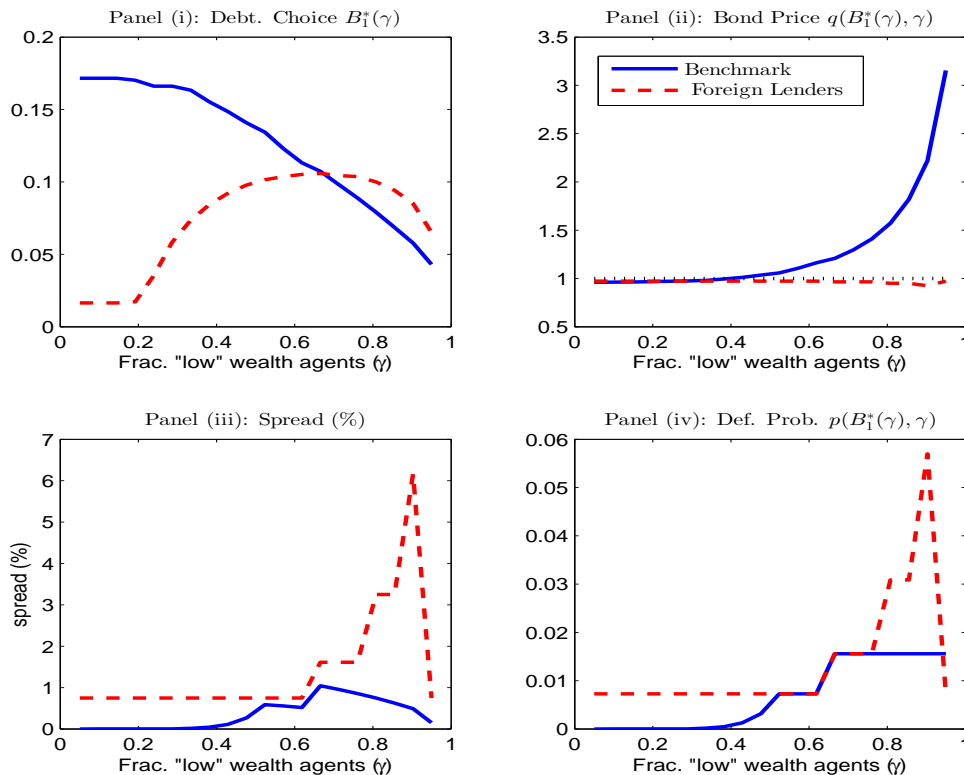 Panel (i): Debt. Choice B₁*(γ)
0.2
0.15
0.1
0.05
0
0 0.2 0.4 0.6 0.8 1
Frac. "low" wealth agents (γ)
Panel (ii): Bond Price q(B₁*(γ), γ)
3.5
3
2.5
2
1.5
1
0.5
Benchmark
Foreign Lenders
0 0.2 0.4 0.6 0.8 1
Frac. "low" wealth agents (γ)
Panel (iii): Spread (%)
spread (%)
7
6
5
4
3
2
1
0
0 0.2 0.4 0.6 0.8 1
Frac. "low" wealth agents (γ)
Panel (iv): Def. Prob. p(B₁*(γ), γ)
0.06
0.05
0.04
0.03
0.02
0.01
0
0 0.2 0.4 0.6 0.8 1
Frac. "low" wealth agents (γ)